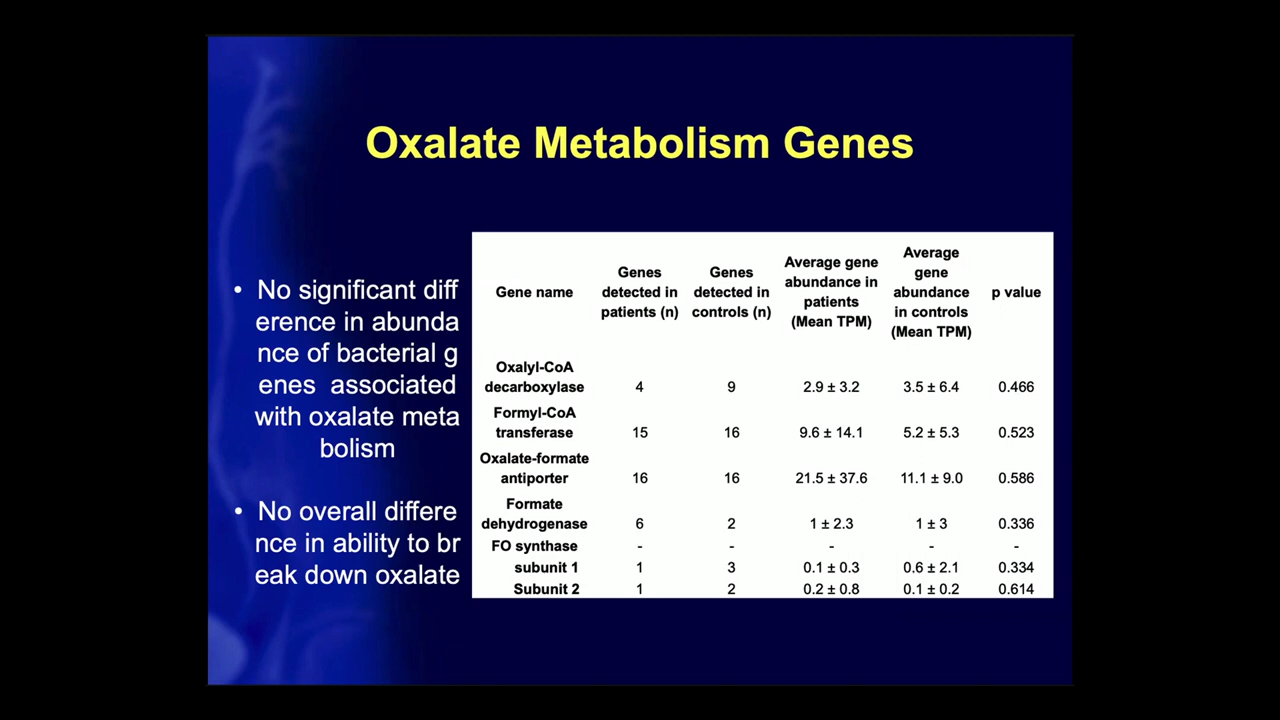 Oxalate Metabolism Genes
• No significant diff
erence in abunda
nce of bacterial g
enes associated
with oxalate meta
bolism
• No overall differe
nce in ability to br
eak down oxalate
Gene name
Genes
detected in
patients (n)
Genes
detected in
controls (n)
Average gene
abundance in
patients
(Mean TPM)
Average
gene
abundance
in controls
(Mean TPM)
p value
Oxalyl-CoA
decarboxylase 4 9 2.9 ± 3.2 3.5 ± 6.4 0.466
Formyl-CoA
transferase 15 16 9.6 ± 14.1 5.2 ± 5.3 0.523
Oxalate-formate
antiporter 16 16 21.5 ± 37.6 11.1 ± 9.0 0.586
Formate
dehydrogenase 6 2 1 ± 2.3 1 ± 3 0.336
FO synthase - - - - -
subunit 1 1 3 0.1 ± 0.3 0.6 ± 2.1 0.334
Subunit 2 1 2 0.2 ± 0.8 0.1 ± 0.2 0.614